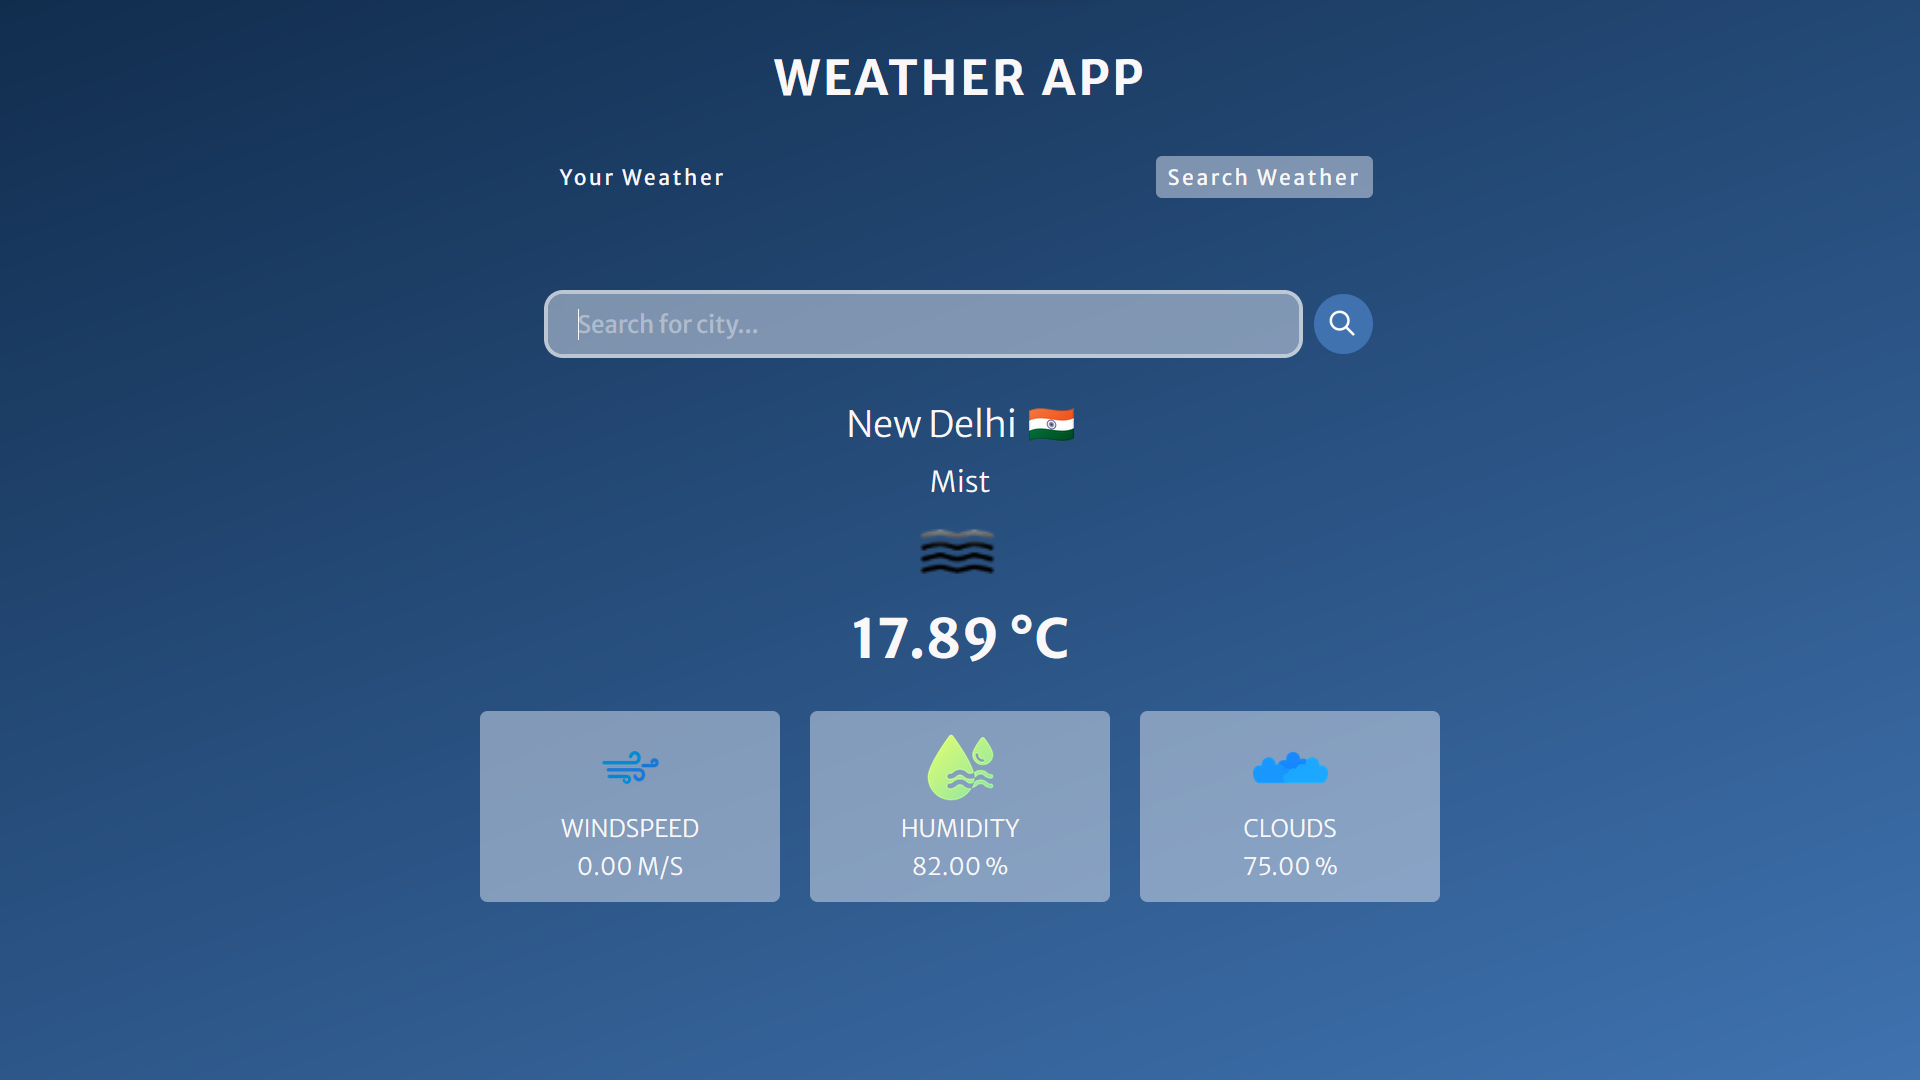 WEATHER APP
Your Weather
Search Weather
Search for city...
New Delhi
Mist
17.89 °C
WINDSPEED
0.00 M/S
HUMIDITY
82.00 %
CLOUDS
75.00 %